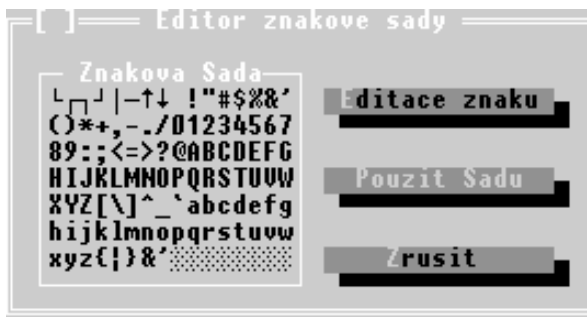 [ ] Editor znakove sady
Znakova Sada
└┌┐┘|─↑↓ !"#$%&'
()*+,-./01234567
89:;<=>?@ABCDEFG
HIJKLMNOPQRSTUVW
XYZ[\]^_`abcdefg
hijklmnopqrstuvw
xyz{¦}&'░░░░░░░░
Editace znaku
Pouzit Sadu
Zrusit